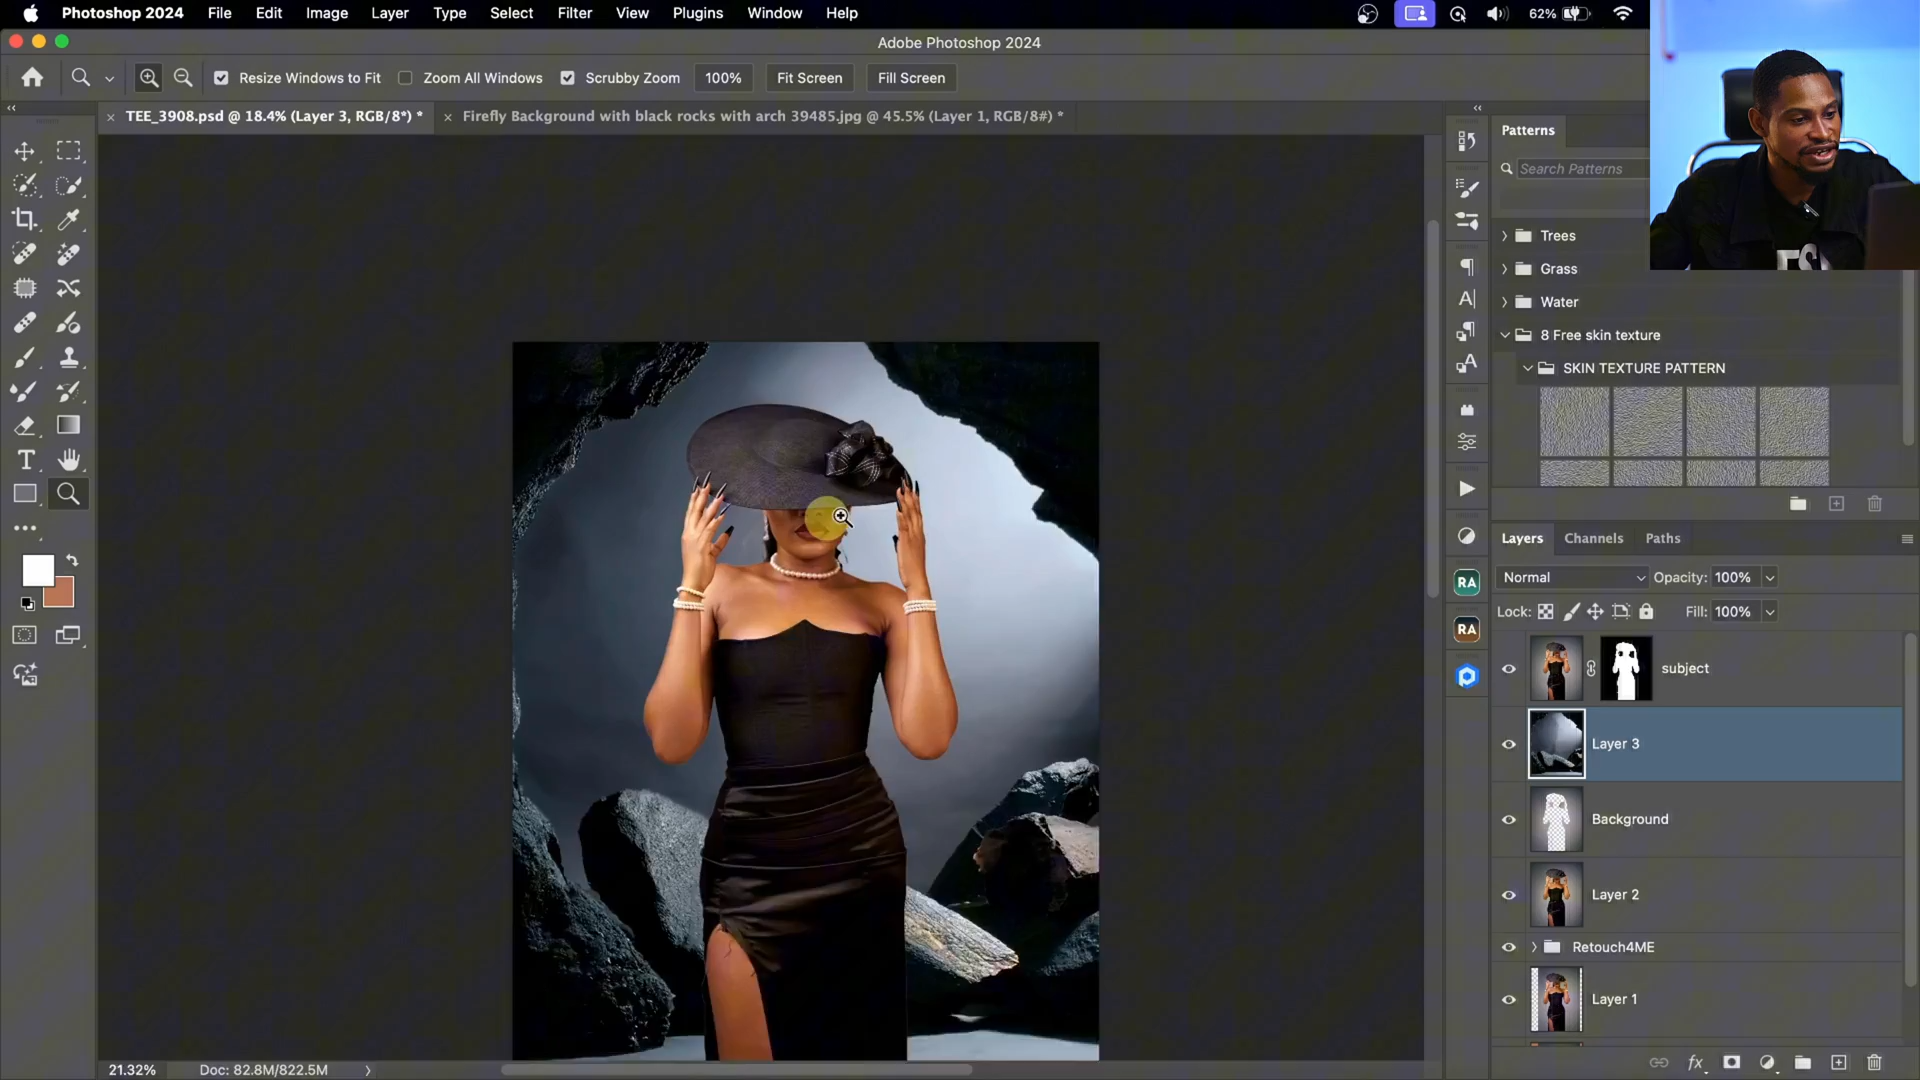 Photoshop 2024 File Edit Image Layer Type Select Filter View Plugins Window Help 62%
Adobe Photoshop 2024
Resize Windows to Fit Zoom All Windows Scrubby Zoom 100% Fit Screen Fill Screen
× TEE_3908.psd @ 18.4% (Layer 3, RGB/8*) * × Firefly Background with black rocks with arch 39485.jpg @ 45.5% (Layer 1, RGB/8#) *
Patterns
Search Patterns
Trees
Grass
Water
8 Free skin texture
SKIN TEXTURE PATTERN
Layers Channels Paths
Normal Opacity: 100%
Lock: Fill: 100%
subject
Layer 3
Background
Layer 2
Retouch4ME
Layer 1
RA
RA
fx
21.32% Doc: 82.8M/822.5M